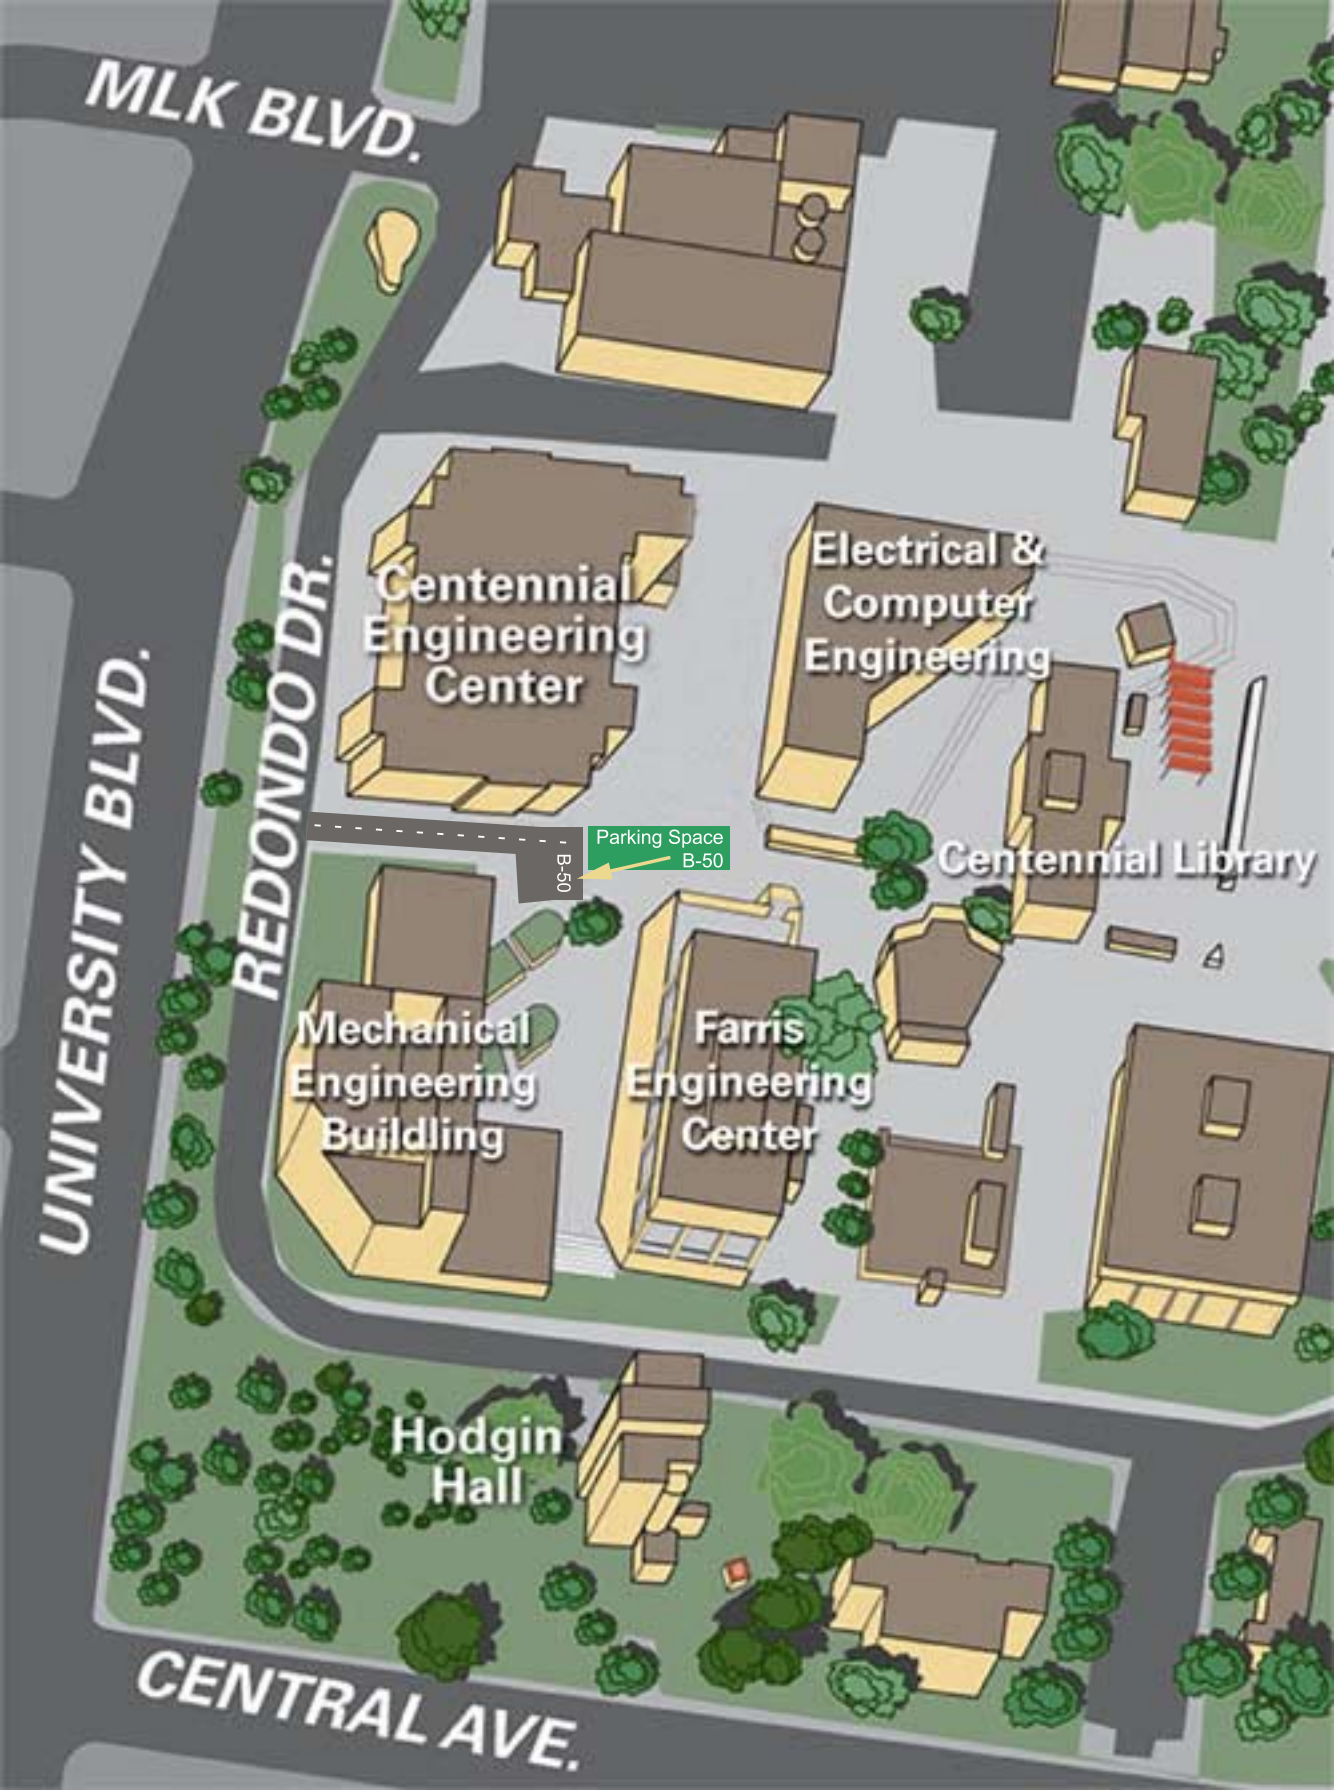 MLK BLVD.
Electrical &
Computer
Engineering
Centennial
Engineering
Center
REDONDO DR.
UNIVERSITY BLVD.
Parking Space
B-50
B-50
Centennial Library
Mechanical
Engineering
Buildling
Farris
Engineering
Center
Hodgin
Hall
CENTRAL AVE.